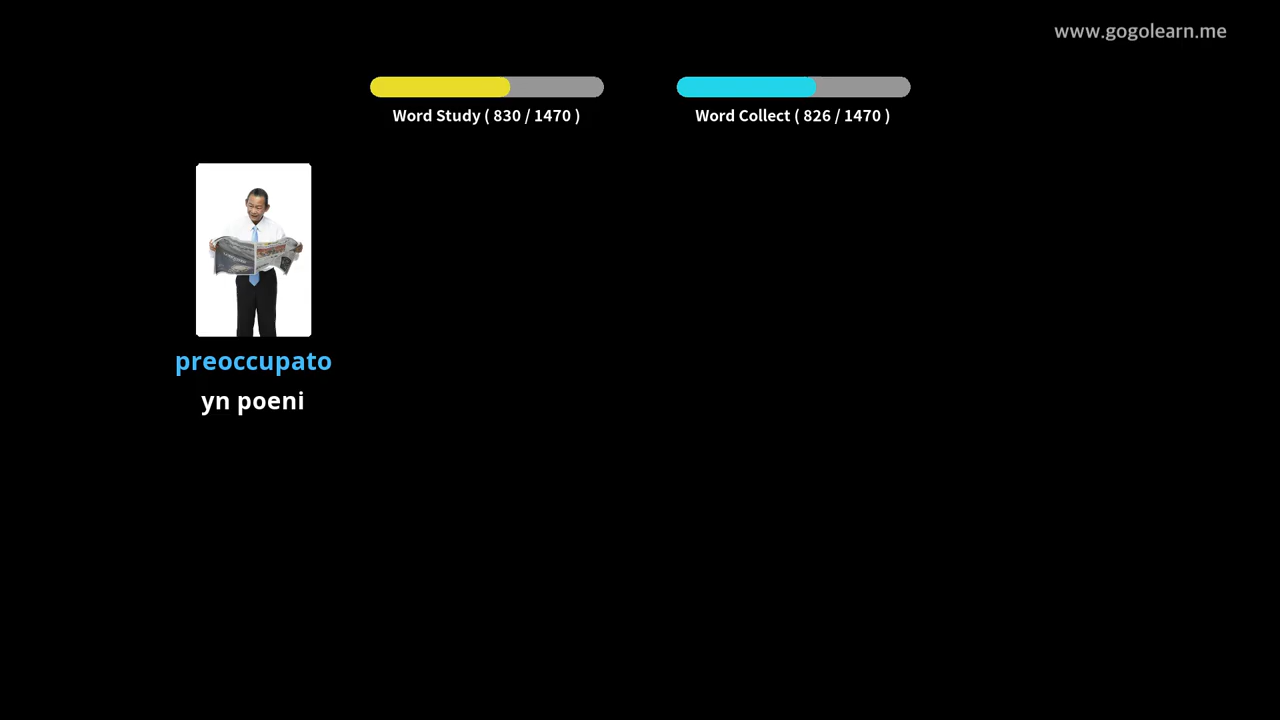 www.gogolearn.me
Word Study ( 830 / 1470 )
Word Collect ( 826 / 1470 )
preoccupato
yn poeni